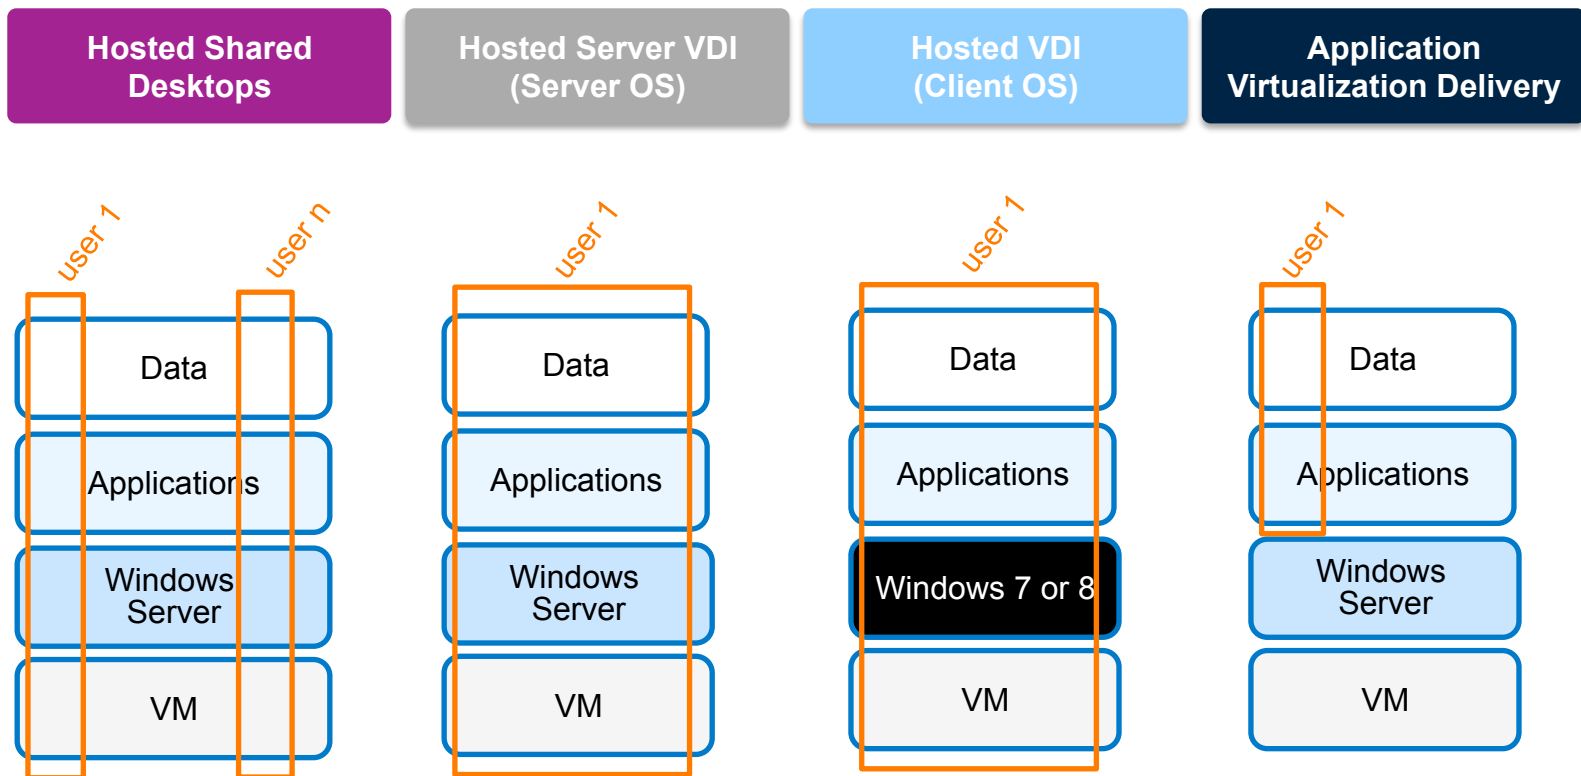 Hosted Shared
Desktops
Hosted Server VDI
(Server OS)
Hosted VDI
(Client OS)
Application
Virtualization Delivery
user 1
user n
Data
Applications
Windows
Server
VM
user 1
Data
Applications
Windows
Server
VM
user 1
Data
Applications
Windows 7 or 8
VM
user 1
Data
Applications
Windows
Server
VM